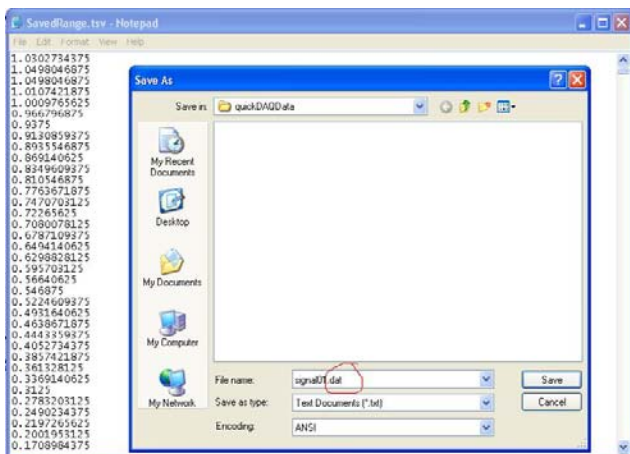 SavedRange.tsv - Notepad
File Edit Format View Help
1.0302734375
1.0498046875
1.0498046875
1.0107421875
1.0009765625
0.966796875
0.9375
0.9130859375
0.8935546875
0.869140625
0.8349609375
0.810546875
0.7763671875
0.7470703125
0.72265625
0.7080078125
0.6787109375
0.6494140625
0.6298828125
0.595703125
0.56640625
0.546875
0.5224609375
0.4931640625
0.4638671875
0.4443359375
0.4052734375
0.3857421875
0.361328125
0.3369140625
0.3125
0.2783203125
0.2490234375
0.2197265625
0.2001953125
0.1708984375
Save As
Save in:
quickDAQData
My Recent
Documents
Desktop
My Documents
My Computer
My Network
File name:
signal01.dat
Save
Save as type:
Text Documents (*.txt)
Cancel
Encoding:
ANSI